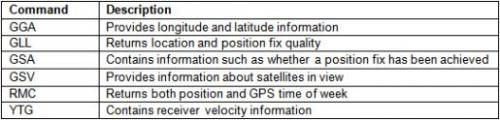 Command Description
GGA Provides longitude and latitude information
GLL Returns location and position fix quality
GSA Contains information such as whether a position fix has been achieved
GSV Provides information about satellites in view
RMC Returns both position and GPS time of week
YTG Contains receiver velocity information